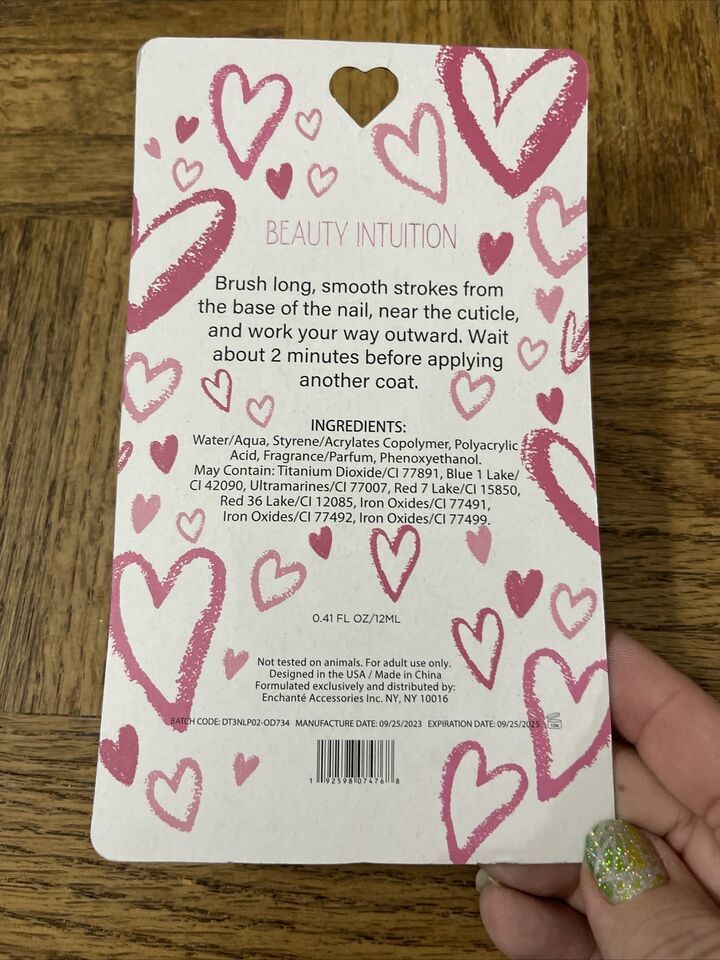 BEAUTY INTUITION
Brush long, smooth strokes from
the base of the nail, near the cuticle,
and work your way outward. Wait
about 2 minutes before applying
another coat.
INGREDIENTS:
Water/Aqua, Styrene/Acrylates Copolymer, Polyacrylic
Acid, Fragrance/Parfum, Phenoxyethanol.
May Contain: Titanium Dioxide/CI 77891, Blue 1 Lake/
CI 42090, Ultramarines/CI 77007, Red 7 Lake/CI 15850,
Red 36 Lake/CI 12085, Iron Oxides/CI 77491,
Iron Oxides/CI 77492, Iron Oxides/CI 77499.
0.41 FL OZ/12ML
Not tested on animals. For adult use only.
Designed in the USA / Made in China
Formulated exclusively and distributed by:
Enchanté Accessories Inc. NY, NY 10016
BATCH CODE: DT3NLP02-OD734 MANUFACTURE DATE: 09/25/2023 EXPIRATION DATE: 09/25/2025
1 92598 07476 8